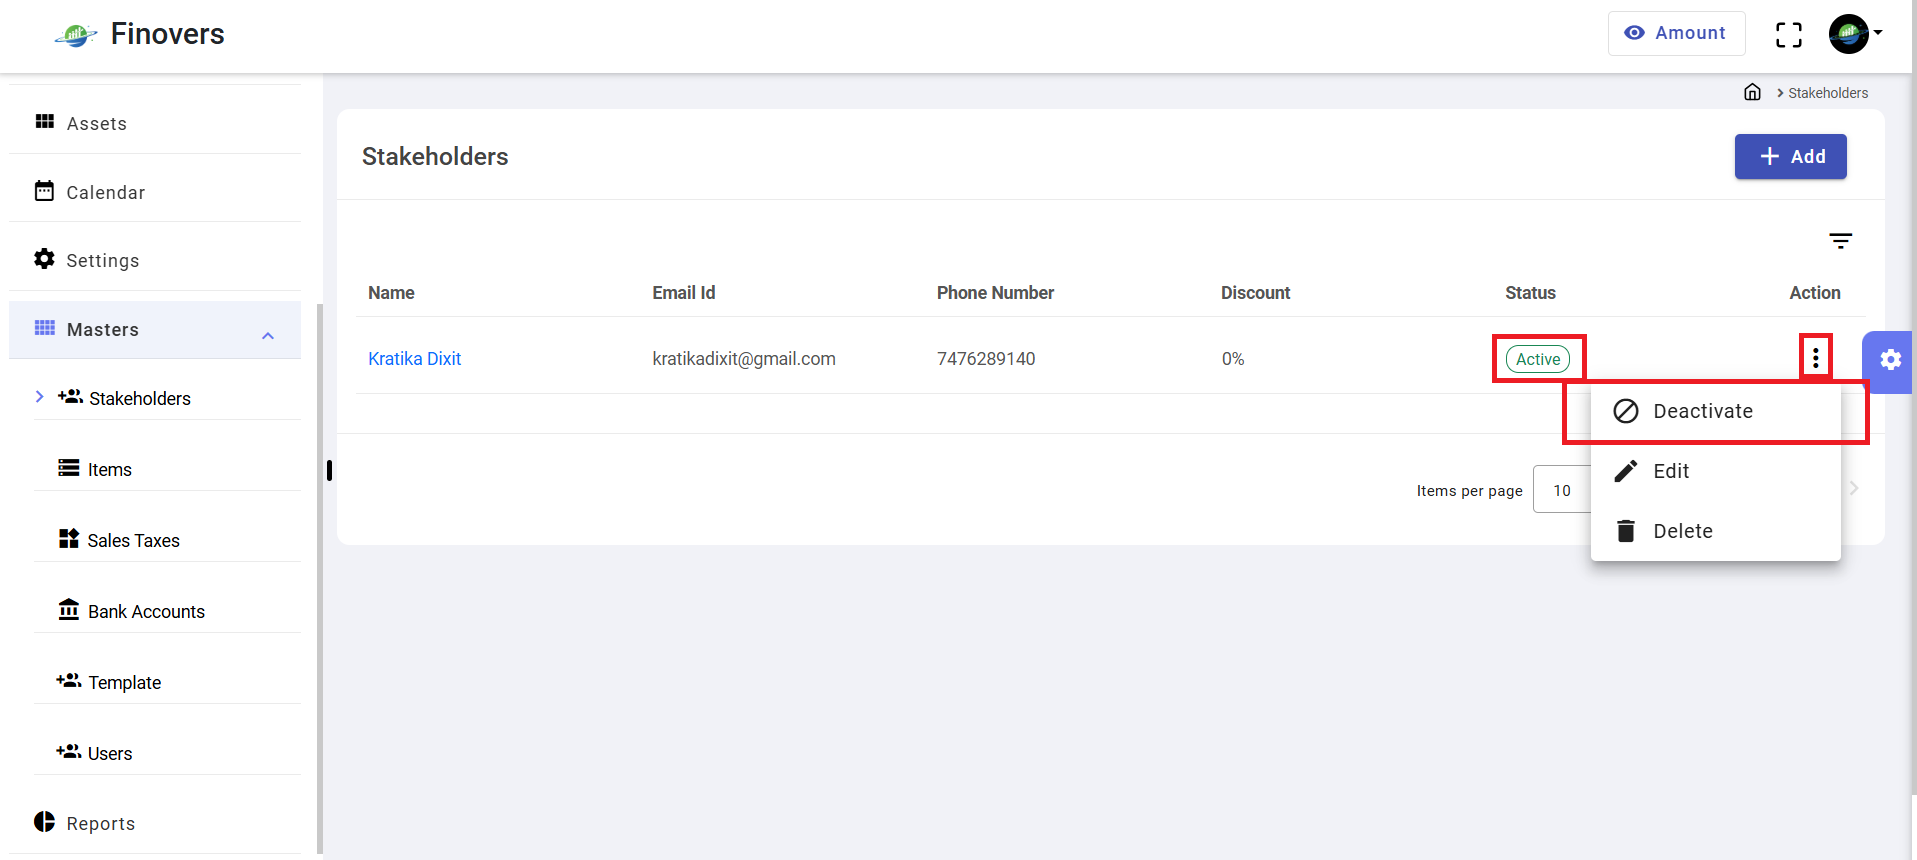 Finovers
Amount
Stakeholders
Assets
Calendar
Settings
Masters
Stakeholders
Items
Sales Taxes
Bank Accounts
Template
Users
Reports
Stakeholders
Add
Name Email Id Phone Number Discount Status Action
Kratika Dixit kratikadixit@gmail.com 7476289140 0% Active
Deactivate
Edit
Delete
Items per page 10